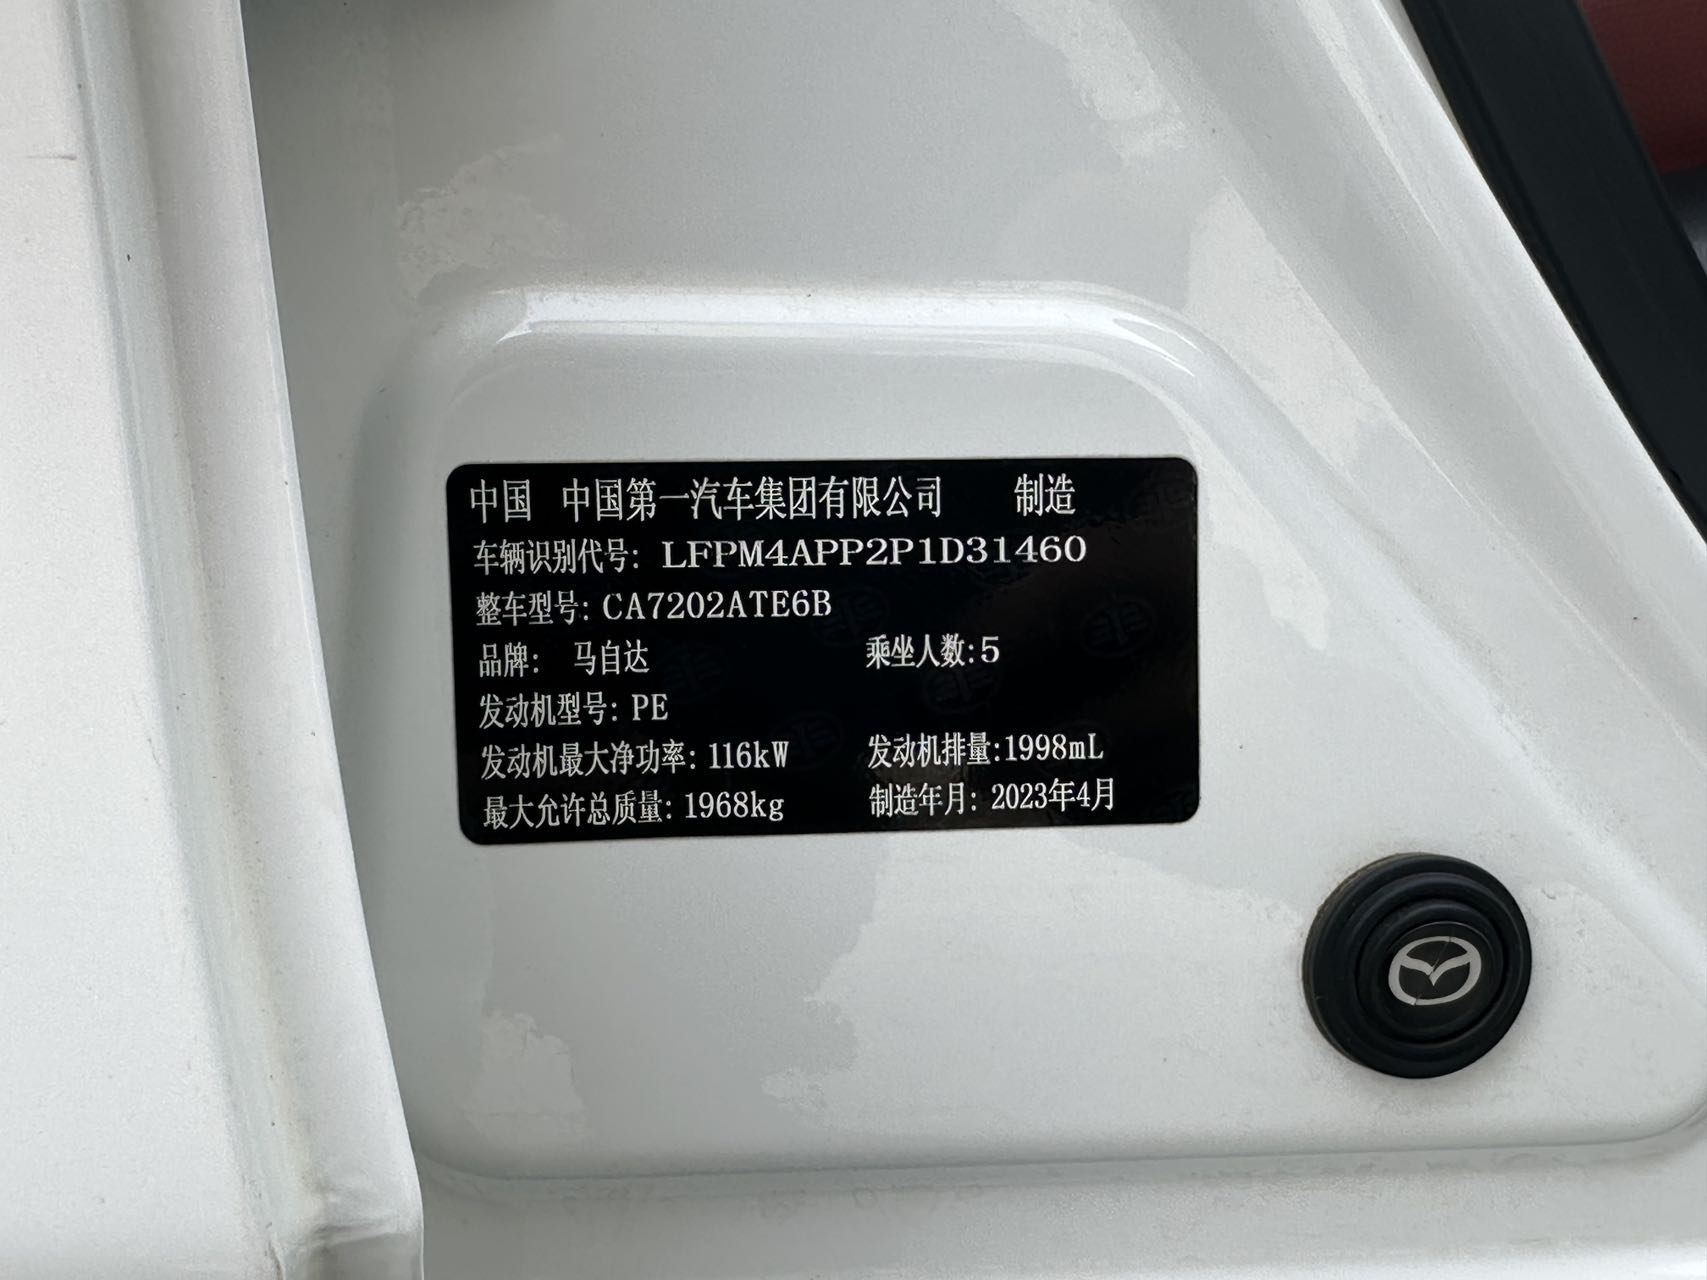 中国 中国第一汽车集团有限公司 制造
车辆识别代号: LFPM4APP2P1D31460
整车型号: CA7202ATE6B
品牌: 马自达 乘坐人数:5
发动机型号: PE
发动机最大净功率: 116kW 发动机排量:1998mL
最大允许总质量: 1968kg 制造年月: 2023年4月